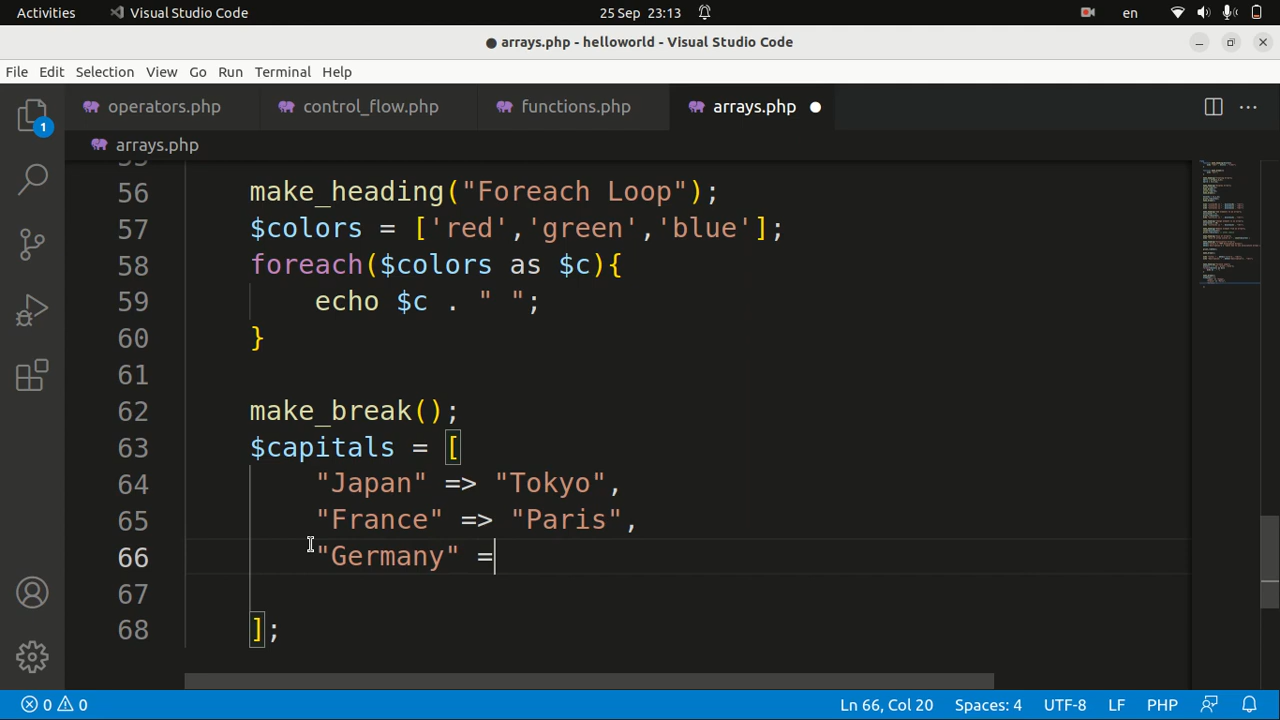 Activities Visual Studio Code 25 Sep 23:13 en
● arrays.php - helloworld - Visual Studio Code
File Edit Selection View Go Run Terminal Help
operators.php control_flow.php functions.php arrays.php
arrays.php
56 make_heading("Foreach Loop");
57 $colors = ['red','green','blue'];
58 foreach($colors as $c){
59 echo $c . " ";
60 }
61
62 make_break();
63 $capitals = [
64 "Japan" => "Tokyo",
65 "France" => "Paris",
66 "Germany" =
67
68 ];
1
0 0 Ln 66, Col 20 Spaces: 4 UTF-8 LF PHP